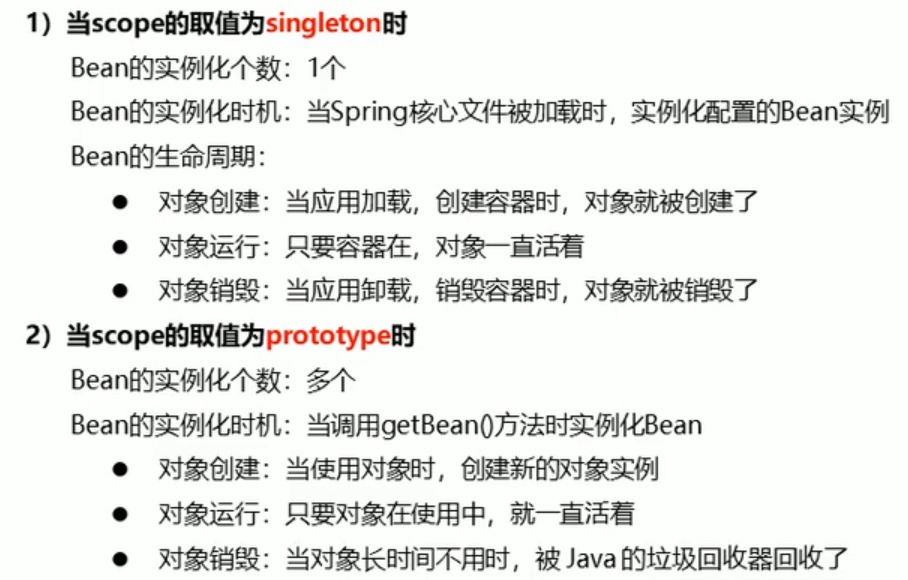 1）当scope的取值为singleton时
Bean的实例化个数：1个
Bean的实例化时机：当Spring核心文件被加载时，实例化配置的Bean实例
Bean的生命周期：
● 对象创建：当应用加载，创建容器时，对象就被创建了
● 对象运行：只要容器在，对象一直活着
● 对象销毁：当应用卸载，销毁容器时，对象就被销毁了
2）当scope的取值为prototype时
Bean的实例化个数：多个
Bean的实例化时机：当调用getBean()方法时实例化Bean
● 对象创建：当使用对象时，创建新的对象实例
● 对象运行：只要对象在使用中，就一直活着
● 对象销毁：当对象长时间不用时，被 Java 的垃圾回收器回收了